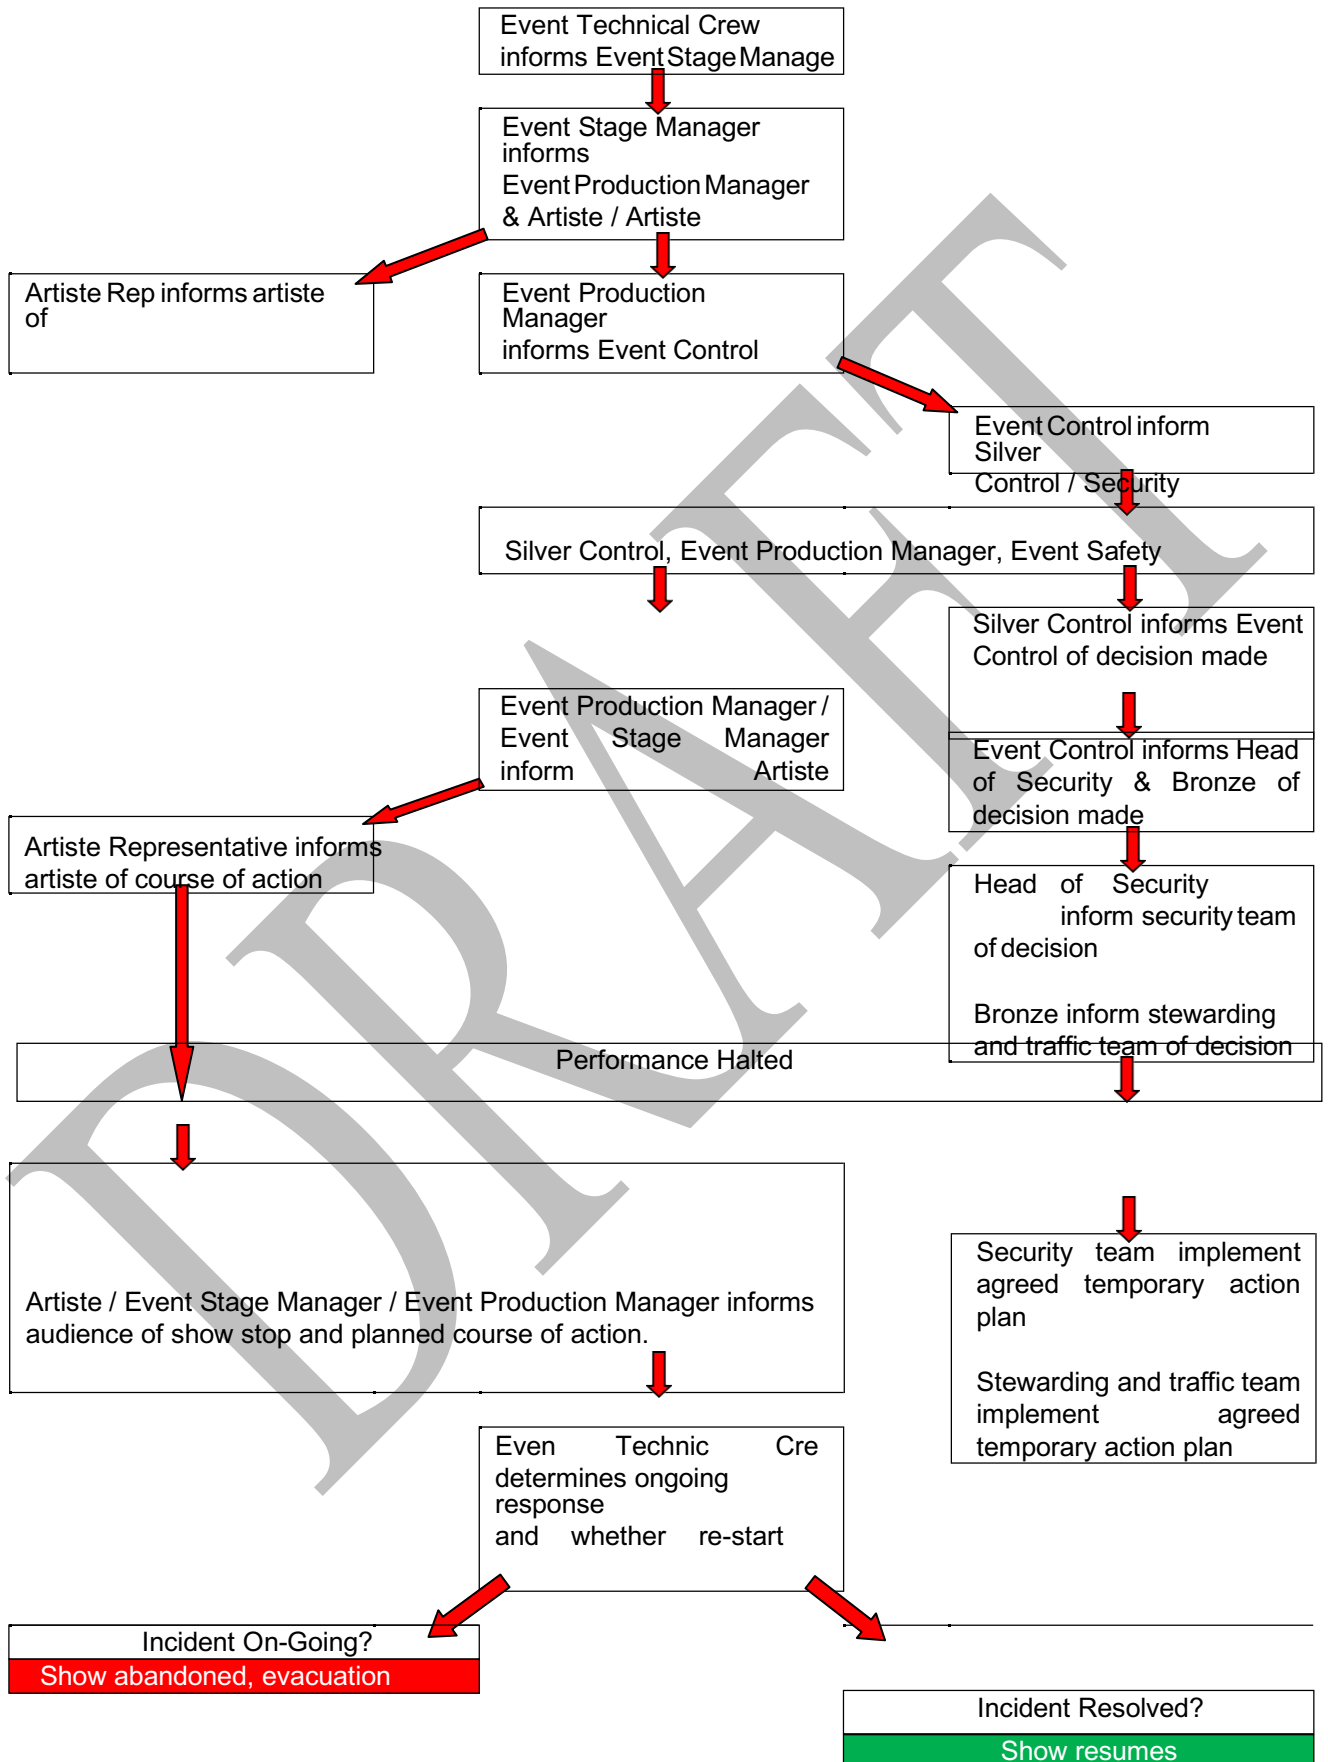 Event Technical Crew
informs Event Stage Manage
Event Stage Manager
informs
Event Production Manager
& Artiste / Artiste
Artiste Rep informs artiste
of
Event Production
Manager
informs Event Control
Event Control inform
Silver
Control / Security
Silver Control, Event Production Manager, Event Safety
Silver Control informs Event
Control of decision made
Event Production Manager /
Event Stage Manager
inform Artiste
Event Control informs Head
of Security & Bronze of
decision made
Artiste Representative informs
artiste of course of action
Head of Security
inform security team
of decision
Bronze inform stewarding
and traffic team of decision
Performance Halted
Artiste / Event Stage Manager / Event Production Manager informs
audience of show stop and planned course of action.
Security team implement
agreed temporary action
plan
Stewarding and traffic team
implement agreed
temporary action plan
Even Technic Cre
determines ongoing
response
and whether re-start
Incident On-Going?
Show abandoned, evacuation
Incident Resolved?
Show resumes
DRAFT